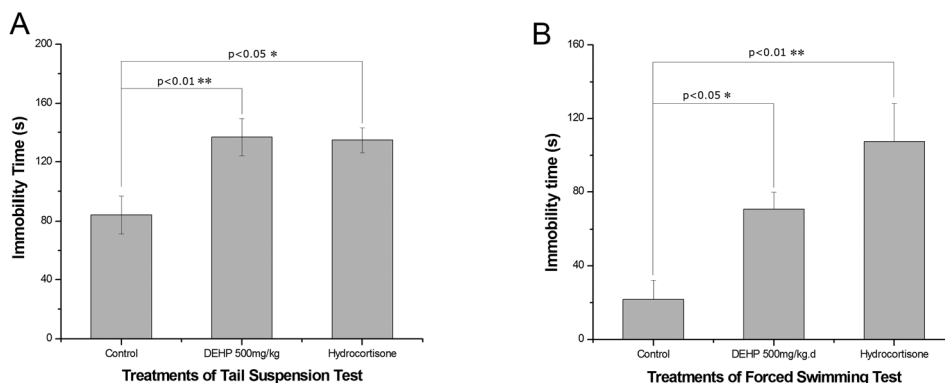 A
200
160
120
80
40
0
Immobility Time (s)
p<0.05 *
p<0.01 **
Control
DEHP 500mg/kg
Hydrocortisone
Treatments of Tail Suspension Test
B
160
120
80
40
0
Immobility time (s)
p<0.01 **
p<0.05 *
Control
DEHP 500mg/kg.d
Hydrocortisone
Treatments of Forced Swimming Test